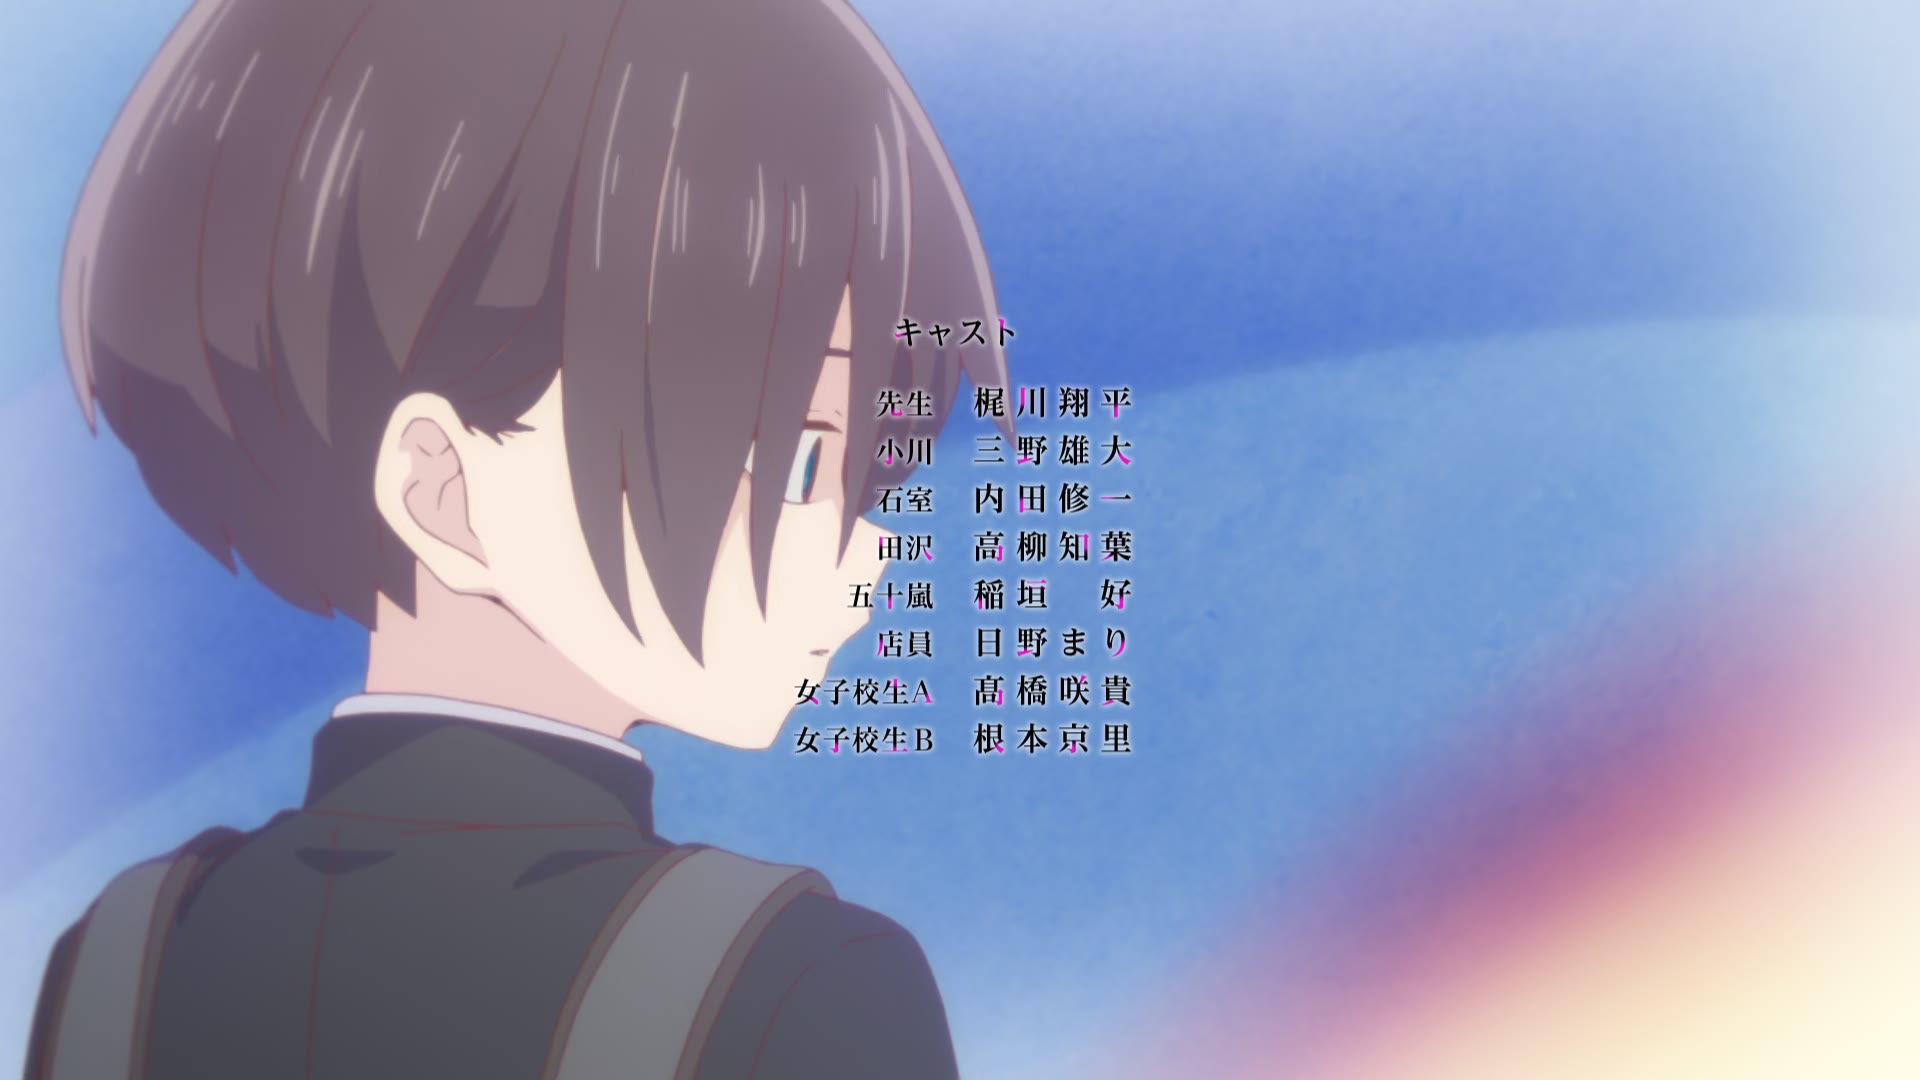 キャスト
先生 梶川翔平
小川 三野雄大
石室 内田修一
田沢 高柳知葉
五十嵐 稲垣 好
店員 日野まり
女子校生A 髙橋咲貴
女子校生B 根本京里